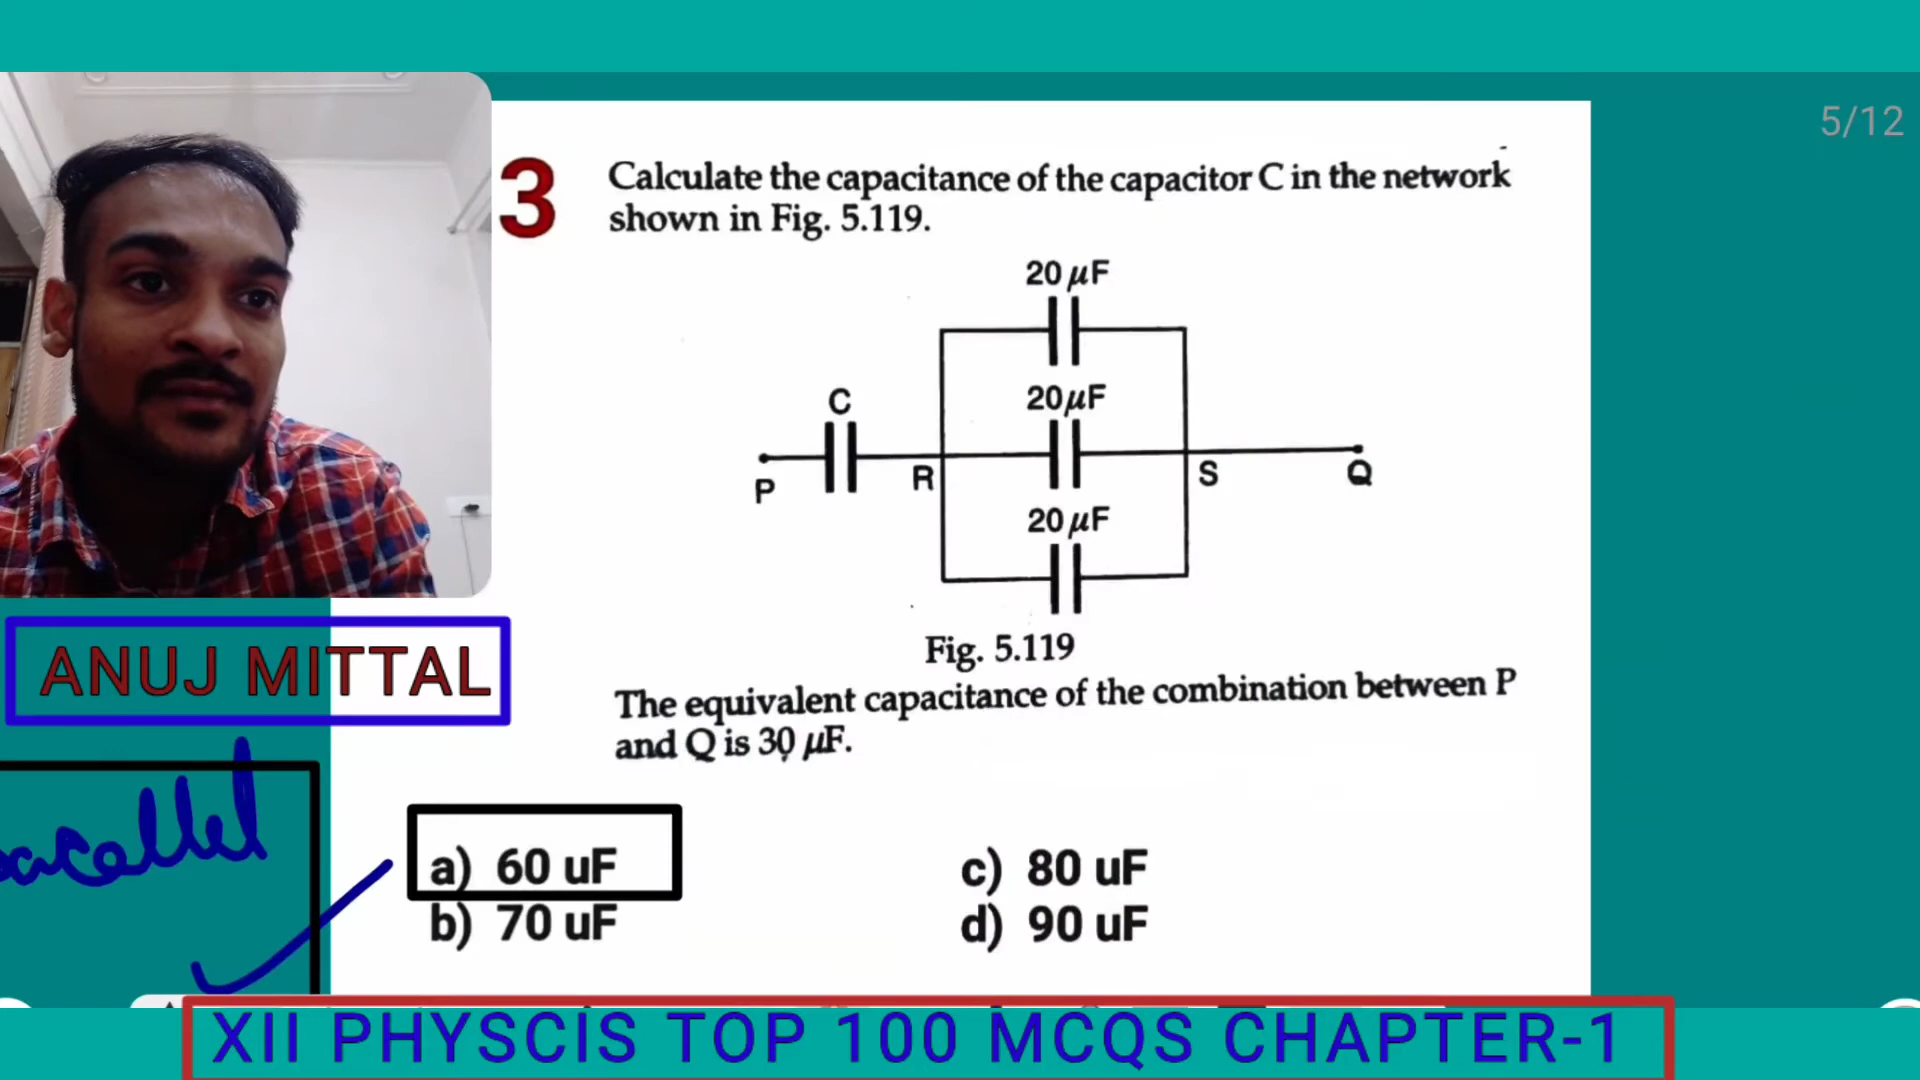 5/12
3 Calculate the capacitance of the capacitor C in the network
shown in Fig. 5.119.
20 μF
C
20μF
P
R
S
Q
20 μF
Fig. 5.119
The equivalent capacitance of the combination between P
and Q is 30 μF.
ANUJ MITTAL
a) 60 uF
c) 80 uF
b) 70 uF
d) 90 uF
XII PHYSCIS TOP 100 MCQS CHAPTER-1